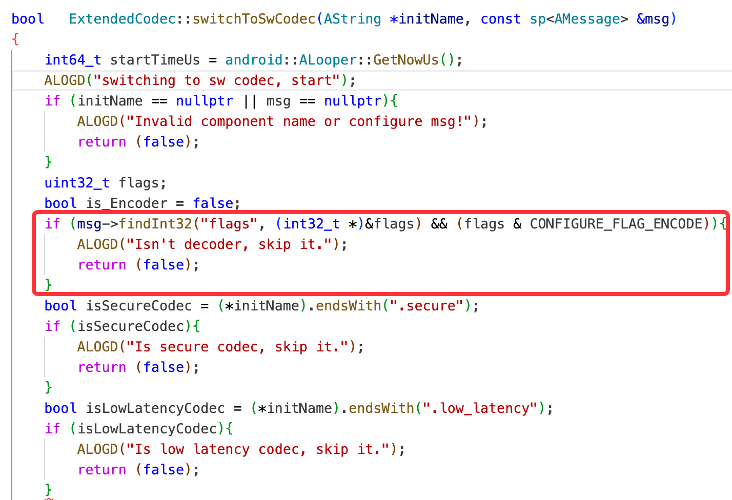 bool   ExtendedCodec::switchToSwCodec(AString *initName, const sp<AMessage> &msg)
{
    int64_t startTimeUs = android::ALooper::GetNowUs();
    ALOGD("switching to sw codec, start");
    if (initName == nullptr || msg == nullptr){
        ALOGD("Invalid component name or configure msg!");
        return (false);
    }
    uint32_t flags;
    bool is_Encoder = false;
    if (msg->findInt32("flags", (int32_t *)&flags) && (flags & CONFIGURE_FLAG_ENCODE)){
        ALOGD("Isn't decoder, skip it.");
        return (false);
    }
    bool isSecureCodec = (*initName).endsWith(".secure");
    if (isSecureCodec){
        ALOGD("Is secure codec, skip it.");
        return (false);
    }
    bool isLowLatencyCodec = (*initName).endsWith(".low_latency");
    if (isLowLatencyCodec){
        ALOGD("Is low latency codec, skip it.");
        return (false);
    }